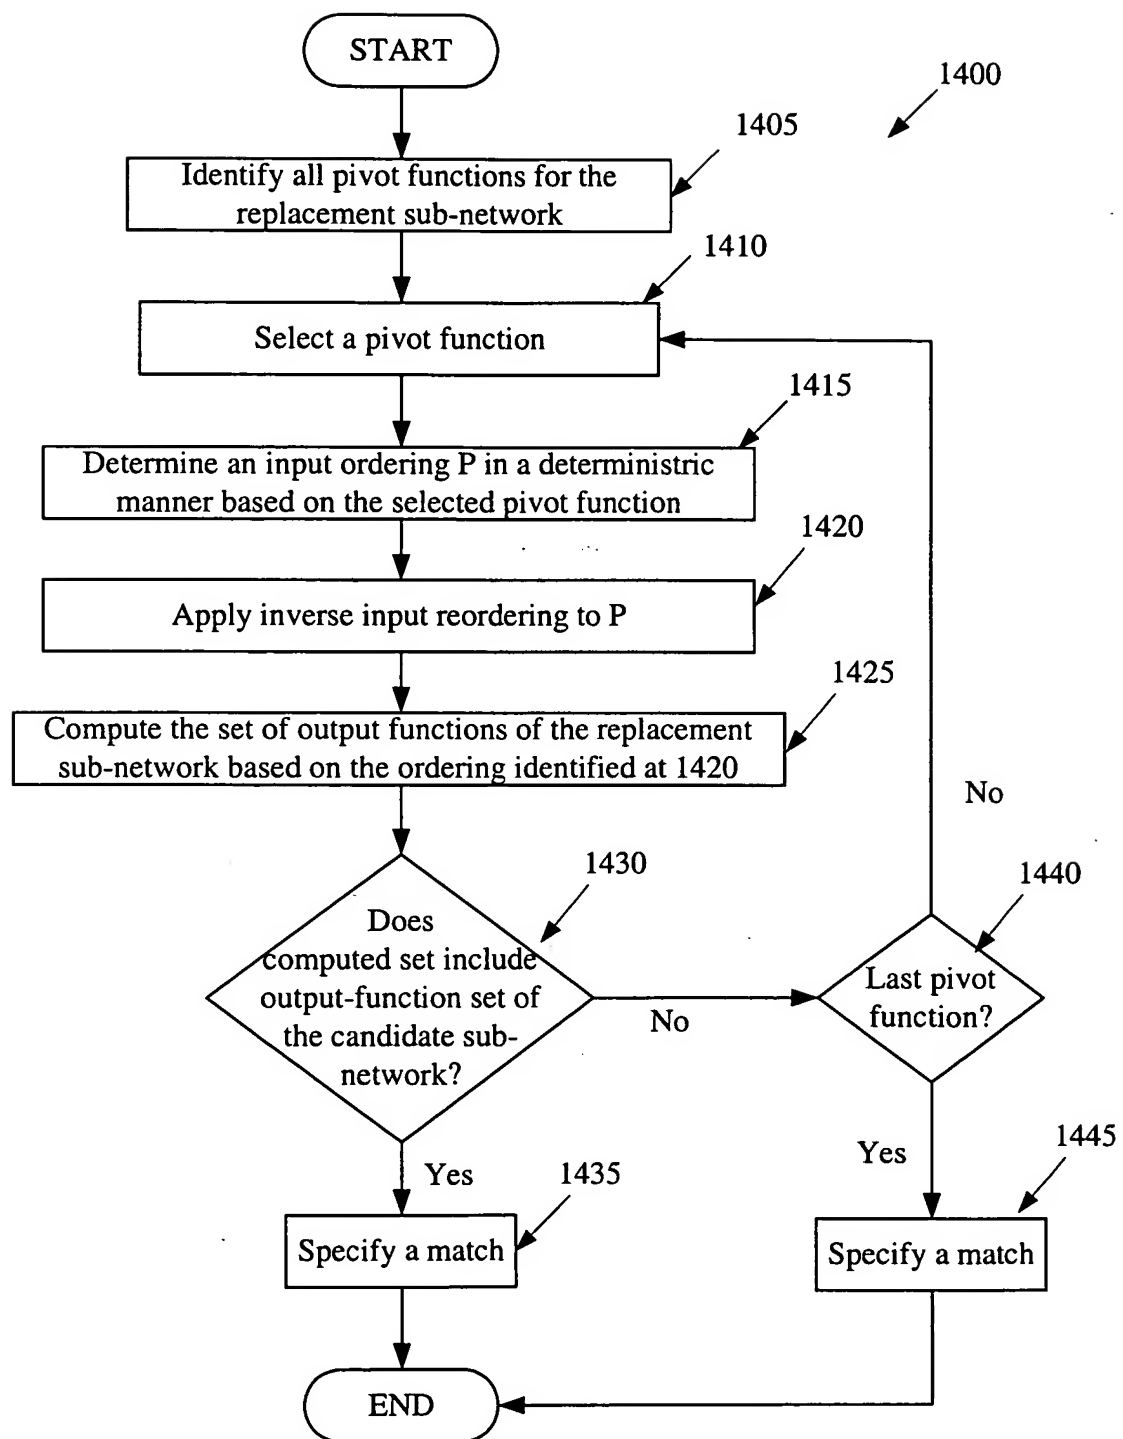 START
1400
1405
Identify all pivot functions for the
replacement sub-network
1410
Select a pivot function
1415
Determine an input ordering P in a deterministric
manner based on the selected pivot function
1420
Apply inverse input reordering to P
1425
Compute the set of output functions of the replacement
sub-network based on the ordering identified at 1420
No
1430
Does
computed set include
output-function set of
the candidate sub-
network?
No
1440
Last pivot
function?
Yes
1435
Specify a match
Yes
1445
Specify a match
END